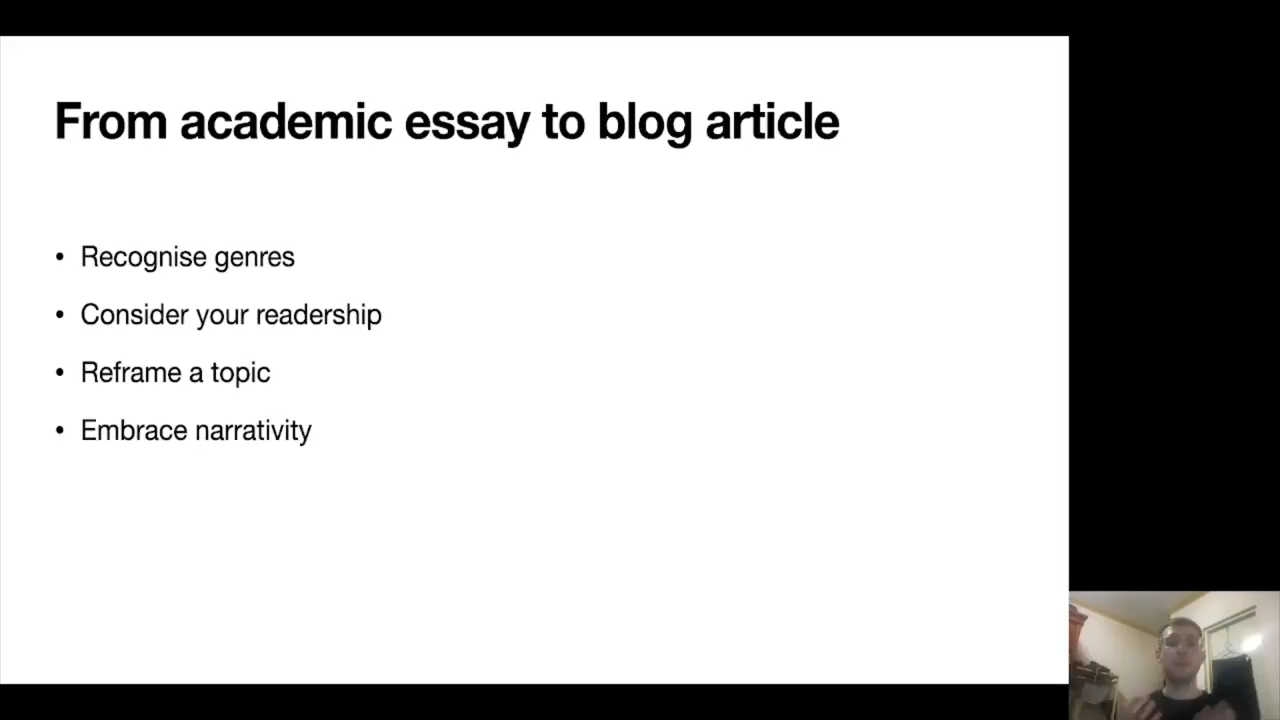 From academic essay to blog article
• Recognise genres
• Consider your readership
• Reframe a topic
• Embrace narrativity